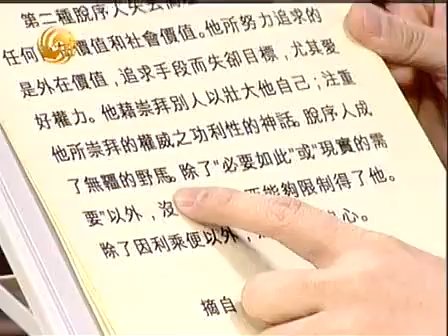 第二種脫序人失去
任何 價值和社會價值。他所努力追求的
是外在價值，追求手段而失卻目標，尤其愛
好權力。他藉崇拜別人以壯大他自己；注重
他所崇拜的權威之功利性的神話。脫序人成
了無韁的野馬。除了“必要如此”或“現實的需
要”以外，沒 能夠限制得了他。
除了因利乘便以外， 心。
摘自